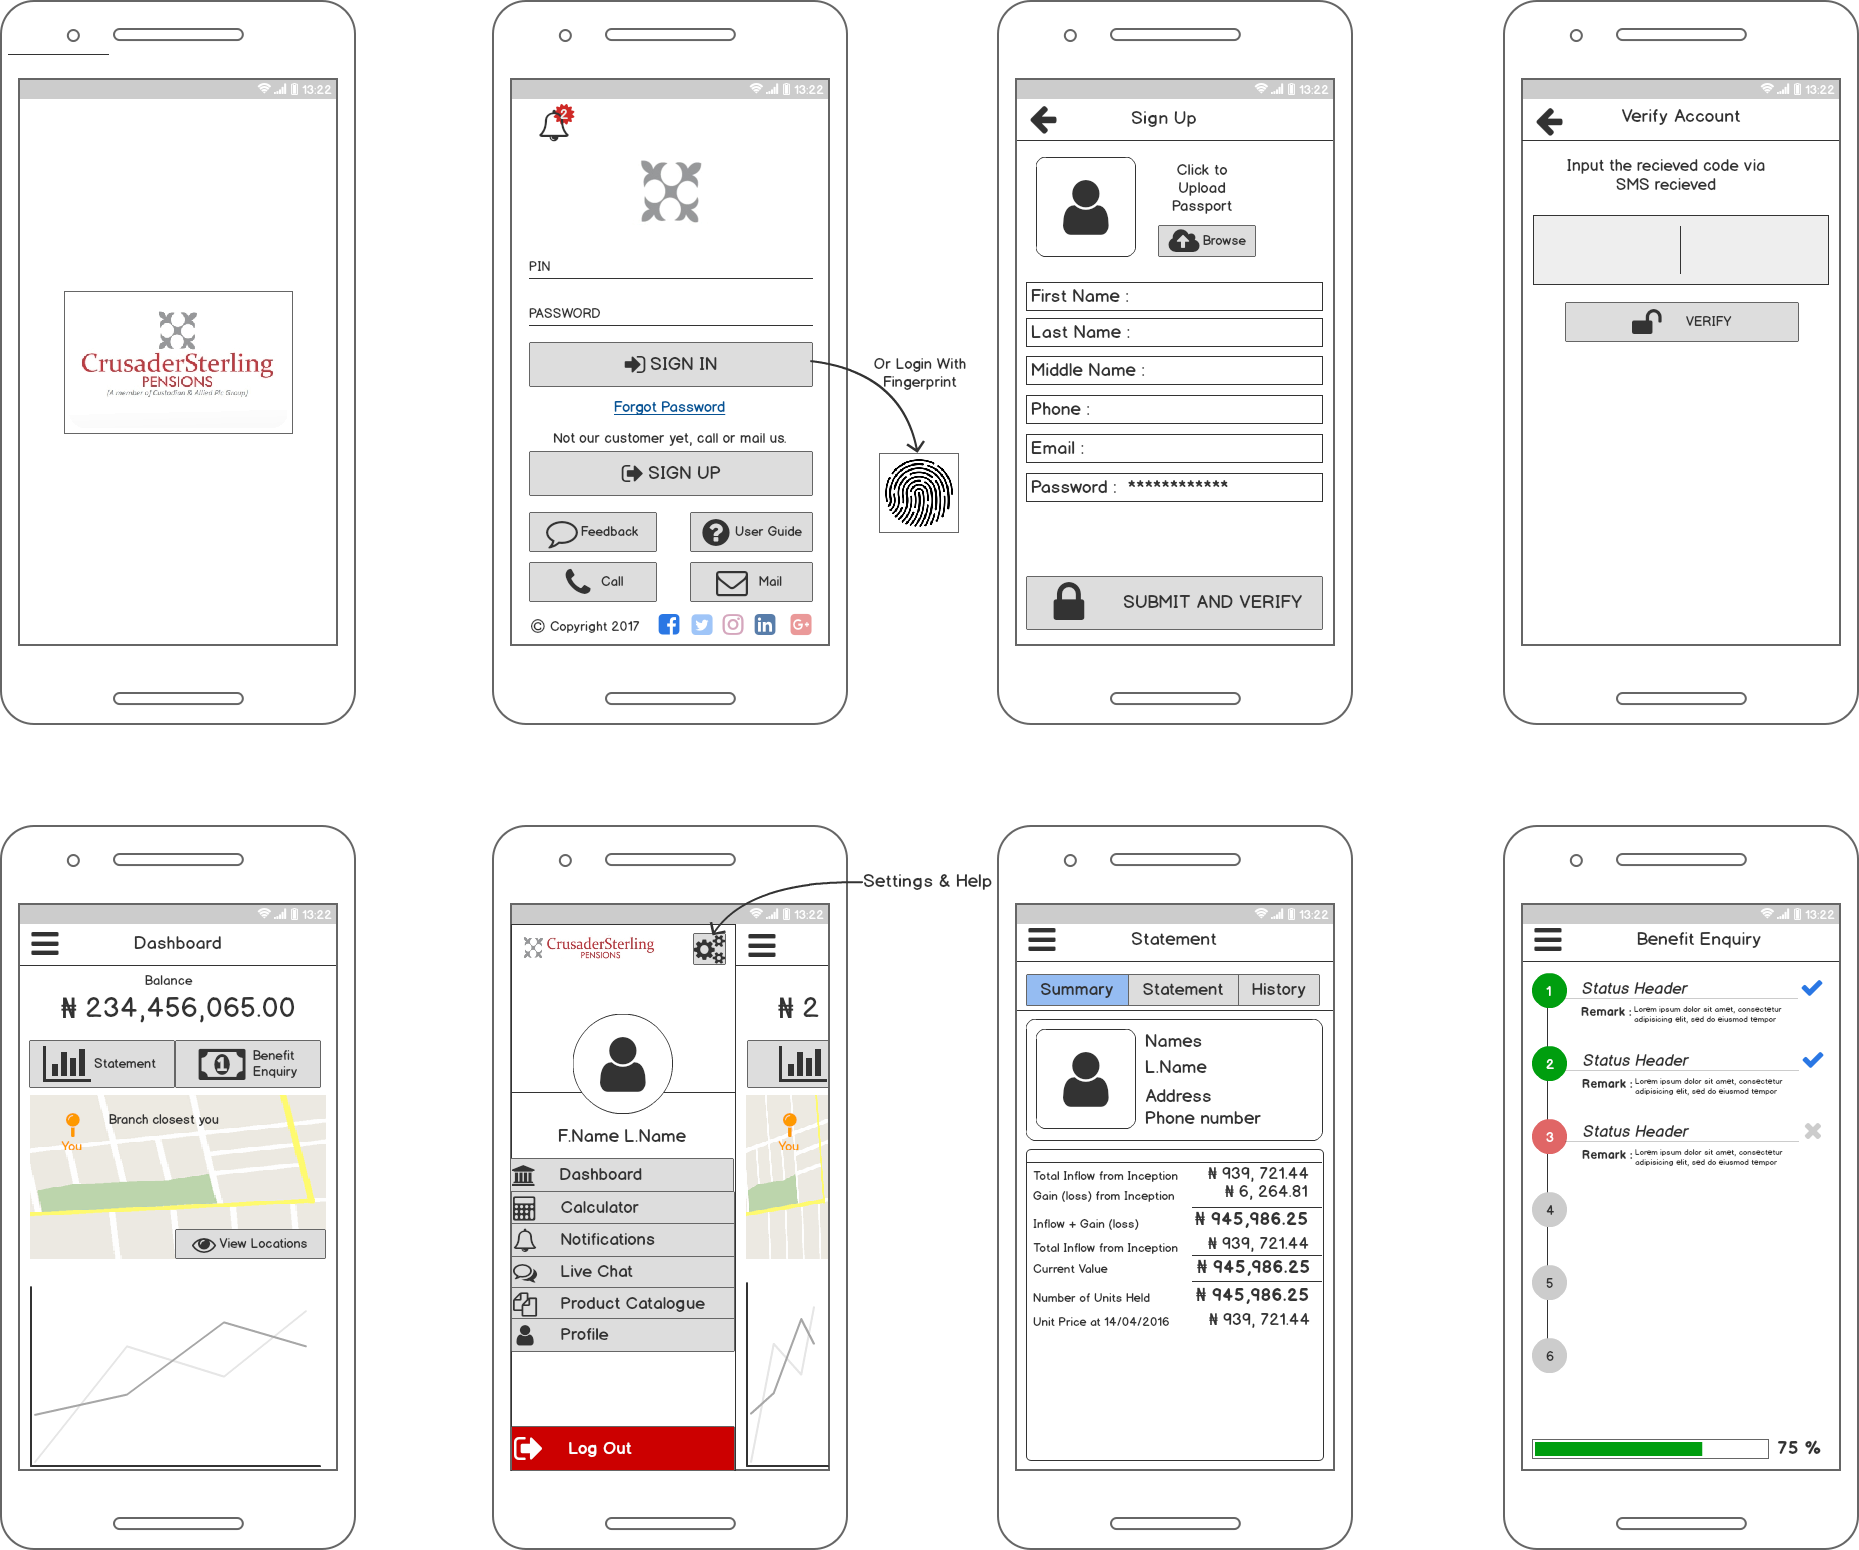 13:22
CrusaderSterling
PENSIONS
[A member of Custodian & Allied Plc Group]
13:22
2
PIN
PASSWORD
SIGN IN
Forgot Password
Not our customer yet, call or mail us.
SIGN UP
Feedback
User Guide
Call
Mail
© Copyright 2017
f
in
G+
Or Login With
Fingerprint
13:22
Sign Up
Click to
Upload
Passport
Browse
First Name :
Last Name :
Middle Name :
Phone :
Email :
Password : ************
SUBMIT AND VERIFY
13:22
Verify Account
Input the recieved code via
SMS recieved
VERIFY
13:22
Dashboard
Balance
₦ 234,456,065.00
Statement
1
Benefit
Enquiry
Branch closest you
You
View Locations
Settings & Help
13:22
CrusaderSterling
PENSIONS
₦ 2
You
F.Name L.Name
Dashboard
Calculator
Notifications
Live Chat
Product Catalogue
Profile
Log Out
13:22
Statement
Summary
Statement
History
Names
L.Name
Address
Phone number
Total Inflow from Inception ₦ 939, 721.44
Gain (loss) from Inception ₦ 6, 264.81
Inflow + Gain (loss) ₦ 945,986.25
Total Inflow from Inception ₦ 939, 721.44
Current Value ₦ 945,986.25
Number of Units Held ₦ 945,986.25
Unit Price at 14/04/2016 ₦ 939, 721.44
13:22
Benefit Enquiry
1 Status Header
Remark : Lorem ipsum dolor sit amet, consectetur
adipisicing elit, sed do eiusmod tempor
2 Status Header
Remark : Lorem ipsum dolor sit amet, consectetur
adipisicing elit, sed do eiusmod tempor
3 Status Header
Remark : Lorem ipsum dolor sit amet, consectetur
adipisicing elit, sed do eiusmod tempor
4
5
6
75 %